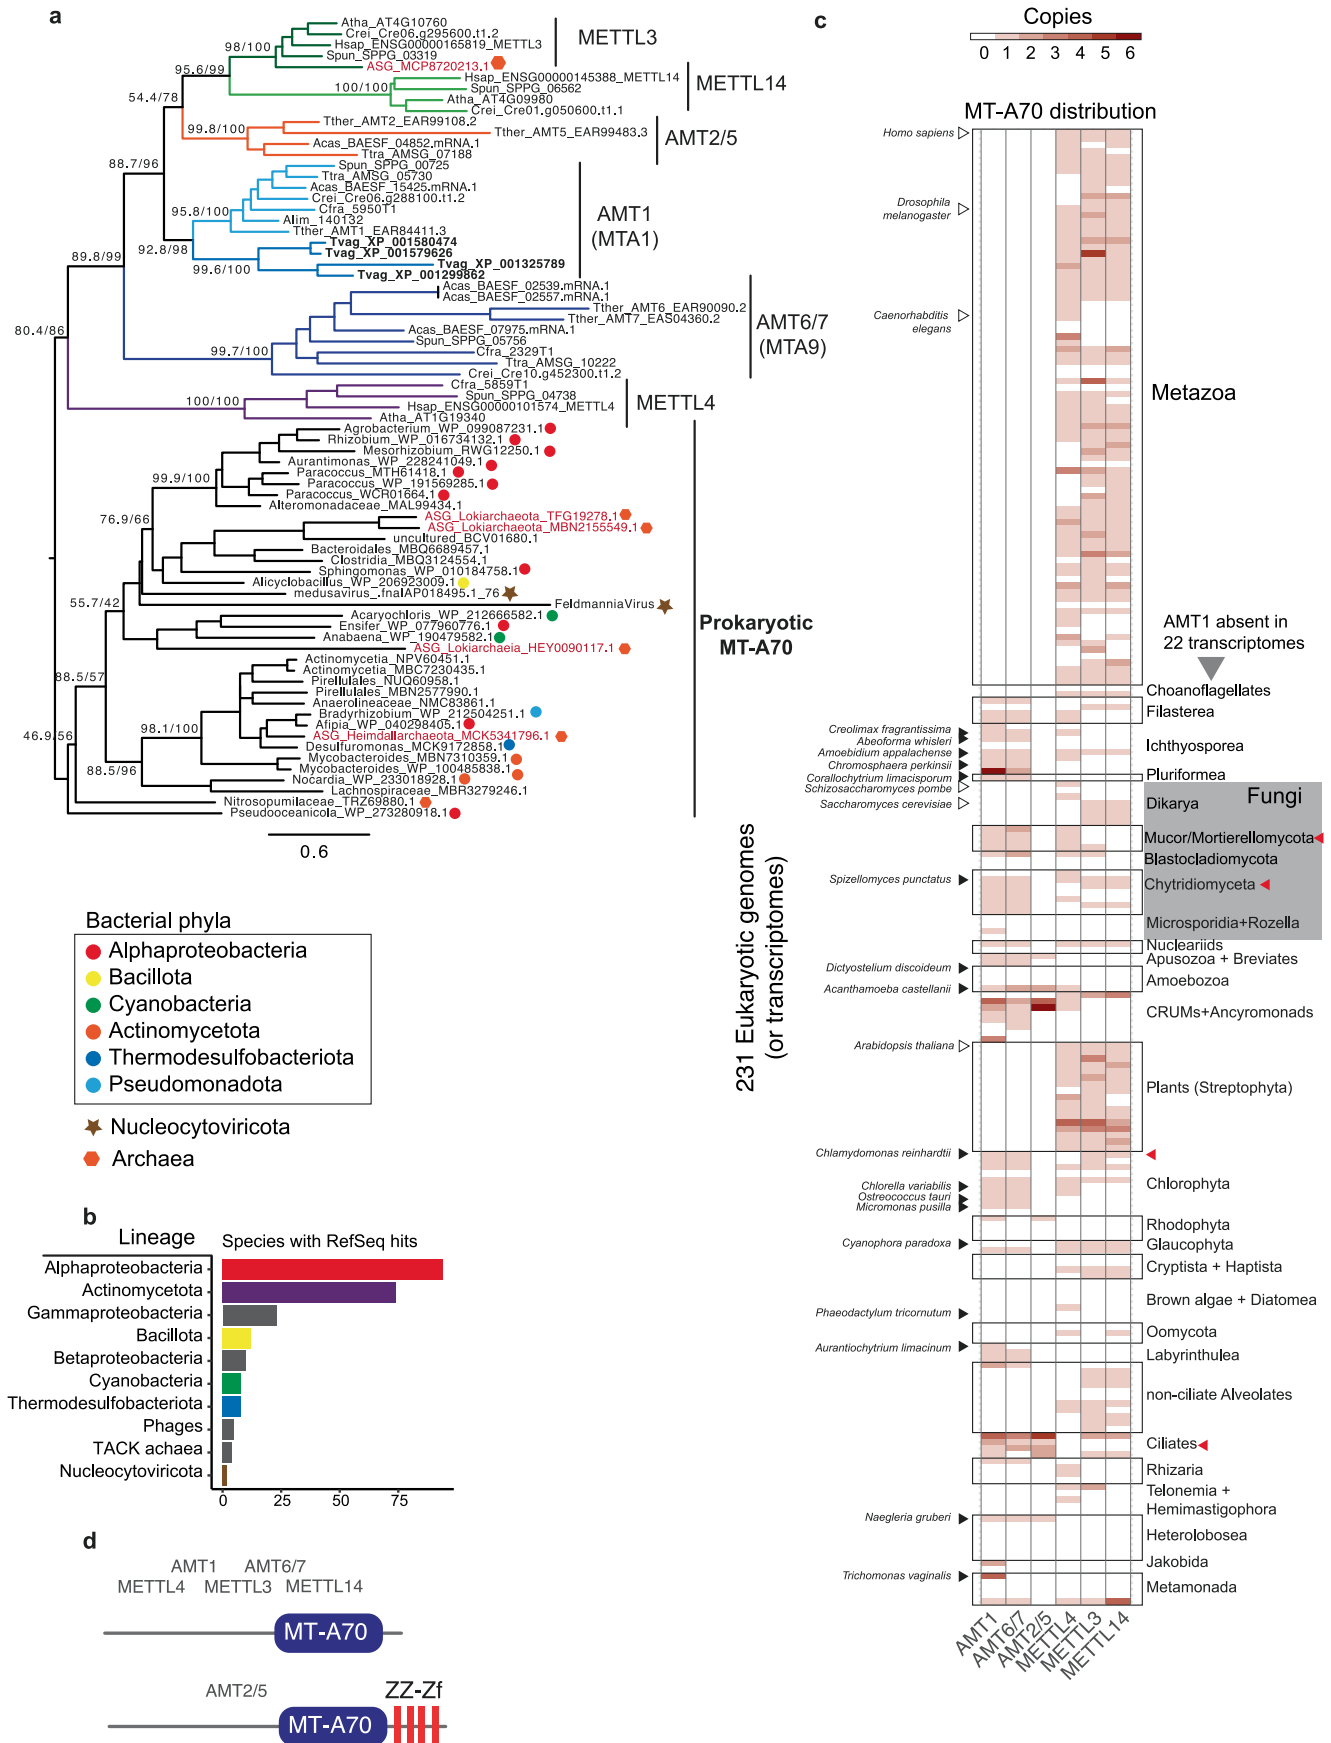 a
Atha_AT4G10760
Crei_Cre06.g295600.t1.2
Hsap_ENSG00000165819_METTL3
Spun_SPPG_03319
ASG_MCP8720213.1
98/100
METTL3
95.6/99
Hsap_ENSG00000145388_METTL14
Spun_SPPG_06562
Atha_AT4G09980
Crei_Cre01.g050600.t1.1
100/100
METTL14
54.4/78
Tther_AMT2_EAR99108.2
Tther_AMT5_EAR99483.3
Acas_BAESF_04852.mRNA.1
Ttra_AMSG_07188
99.8/100
AMT2/5
88.7/96
Spun_SPPG_00725
Ttra_AMSG_05730
Acas_BAESF_15425.mRNA.1
Crei_Cre06.g288100.t1.2
Cfra_5950T1
Alim_140132
Tther_AMT1_EAR84411.3
Tvag_XP_001580474
Tvag_XP_001579626
Tvag_XP_001325789
Tvag_XP_001299862
95.8/100
92.8/98
99.6/100
AMT1
(MTA1)
89.8/99
Acas_BAESF_02539.mRNA.1
Acas_BAESF_02557.mRNA.1
Tther_AMT6_EAR90090.2
Tther_AMT7_EAS04360.2
Acas_BAESF_07975.mRNA.1
Spun_SPPG_05756
Cfra_2329T1
Ttra_AMSG_10222
Crei_Cre10.g452300.t1.2
99.7/100
AMT6/7
(MTA9)
80.4/86
Cfra_5859T1
Spun_SPPG_04738
Hsap_ENSG00000101574_METTL4
Atha_AT1G19340
100/100
METTL4
Agrobacterium_WP_099087231.1
Rhizobium_WP_016734132.1
Mesorhizobium_RWG12250.1
Aurantimonas_WP_228241049.1
Paracoccus_MTH61418.1
Paracoccus_WP_191569285.1
Paracoccus_WCR01664.1
Alteromonadaceae_MAL99434.1
99.9/100
76.9/66
ASG_Lokiarchaeota_TFG19278.1
ASG_Lokiarchaeota_MBN2155549.1
uncultured_BCV01680.1
Bacteroidales_MBQ6689457.1
Clostridia_MBQ3124554.1
Sphingomonas_WP_010184758.1
Alicyclobacillus_WP_206923009.1
medusavirus_.fnalAP018495.1_76
FeldmanniaVirus
55.7/42
Acaryochloris_WP_212666582.1
Ensifer_WP_077960776.1
Anabaena_WP_190479582.1
ASG_Lokiarchaeia_HEY0090117.1
Prokaryotic
MT-A70
88.5/57
Actinomycetia_NPV60451.1
Actinomycetia_MBC7230435.1
Pirellulales_NUQ60958.1
Pirellulales_MBN2577990.1
Anaerolineaceae_NMC83861.1
Bradyrhizobium_WP_212504251.1
Afipia_WP_040298405.1
ASG_Heimdallarchaeota_MCK5341796.1
Desulfuromonas_MCK9172858.1
Mycobacteroides_MBN7310359.1
Mycobacteroides_WP_100485838.1
Nocardia_WP_233018928.1
Lachnospiraceae_MBR3279246.1
Nitrosopumilaceae_TRZ69880.1
Pseudooceanicola_WP_273280918.1
98.1/100
46.9/56
88.5/96
0.6
Bacterial phyla
Alphaproteobacteria
Bacillota
Cyanobacteria
Actinomycetota
Thermodesulfobacteriota
Pseudomonadota
Nucleocytoviricota
Archaea
b
Lineage
Species with RefSeq hits
Alphaproteobacteria
Actinomycetota
Gammaproteobacteria
Bacillota
Betaproteobacteria
Cyanobacteria
Thermodesulfobacteriota
Phages
TACK achaea
Nucleocytoviricota
0 25 50 75
c
Copies
0 1 2 3 4 5 6
MT-A70 distribution
Homo sapiens
Drosophila
melanogaster
Caenorhabditis
elegans
Metazoa
AMT1 absent in
22 transcriptomes
Choanoflagellates
Filasterea
Creolimax fragrantissima
Abeoforma whisleri
Amoebidium appalachense
Chromosphaera perkinsii
Corallochytrium limacisporum
Schizosaccharomyces pombe
Saccharomyces cerevisiae
Ichthyosporea
Pluriformea
Fungi
Dikarya
Mucor/Mortierellomycota
Blastocladiomycota
Spizellomyces punctatus
Chytridiomyceta
Microsporidia+Rozella
Nucleariids
Apusozoa + Breviates
Dictyostelium discoideum
Amoebozoa
Acanthamoeba castellanii
CRUMs+Ancyromonads
Arabidopsis thaliana
Plants (Streptophyta)
Chlamydomonas reinhardtii
Chlorella variabilis
Ostreococcus tauri
Micromonas pusilla
Chlorophyta
Rhodophyta
Cyanophora paradoxa
Glaucophyta
Cryptista + Haptista
Brown algae + Diatomea
Phaeodactylum tricornutum
Oomycota
Aurantiochytrium limacinum
Labyrinthulea
non-ciliate Alveolates
Ciliates
Rhizaria
Telonemia +
Hemimastigophora
Naegleria gruberi
Heterolobosea
Jakobida
Trichomonas vaginalis
Metamonada
AMT1
AMT6/7
AMT2/5
METTL4
METTL3
METTL14
231 Eukaryotic genomes
(or transcriptomes)
d
AMT1 AMT6/7
METTL4 METTL3 METTL14
MT-A70
AMT2/5 ZZ-Zf
MT-A70